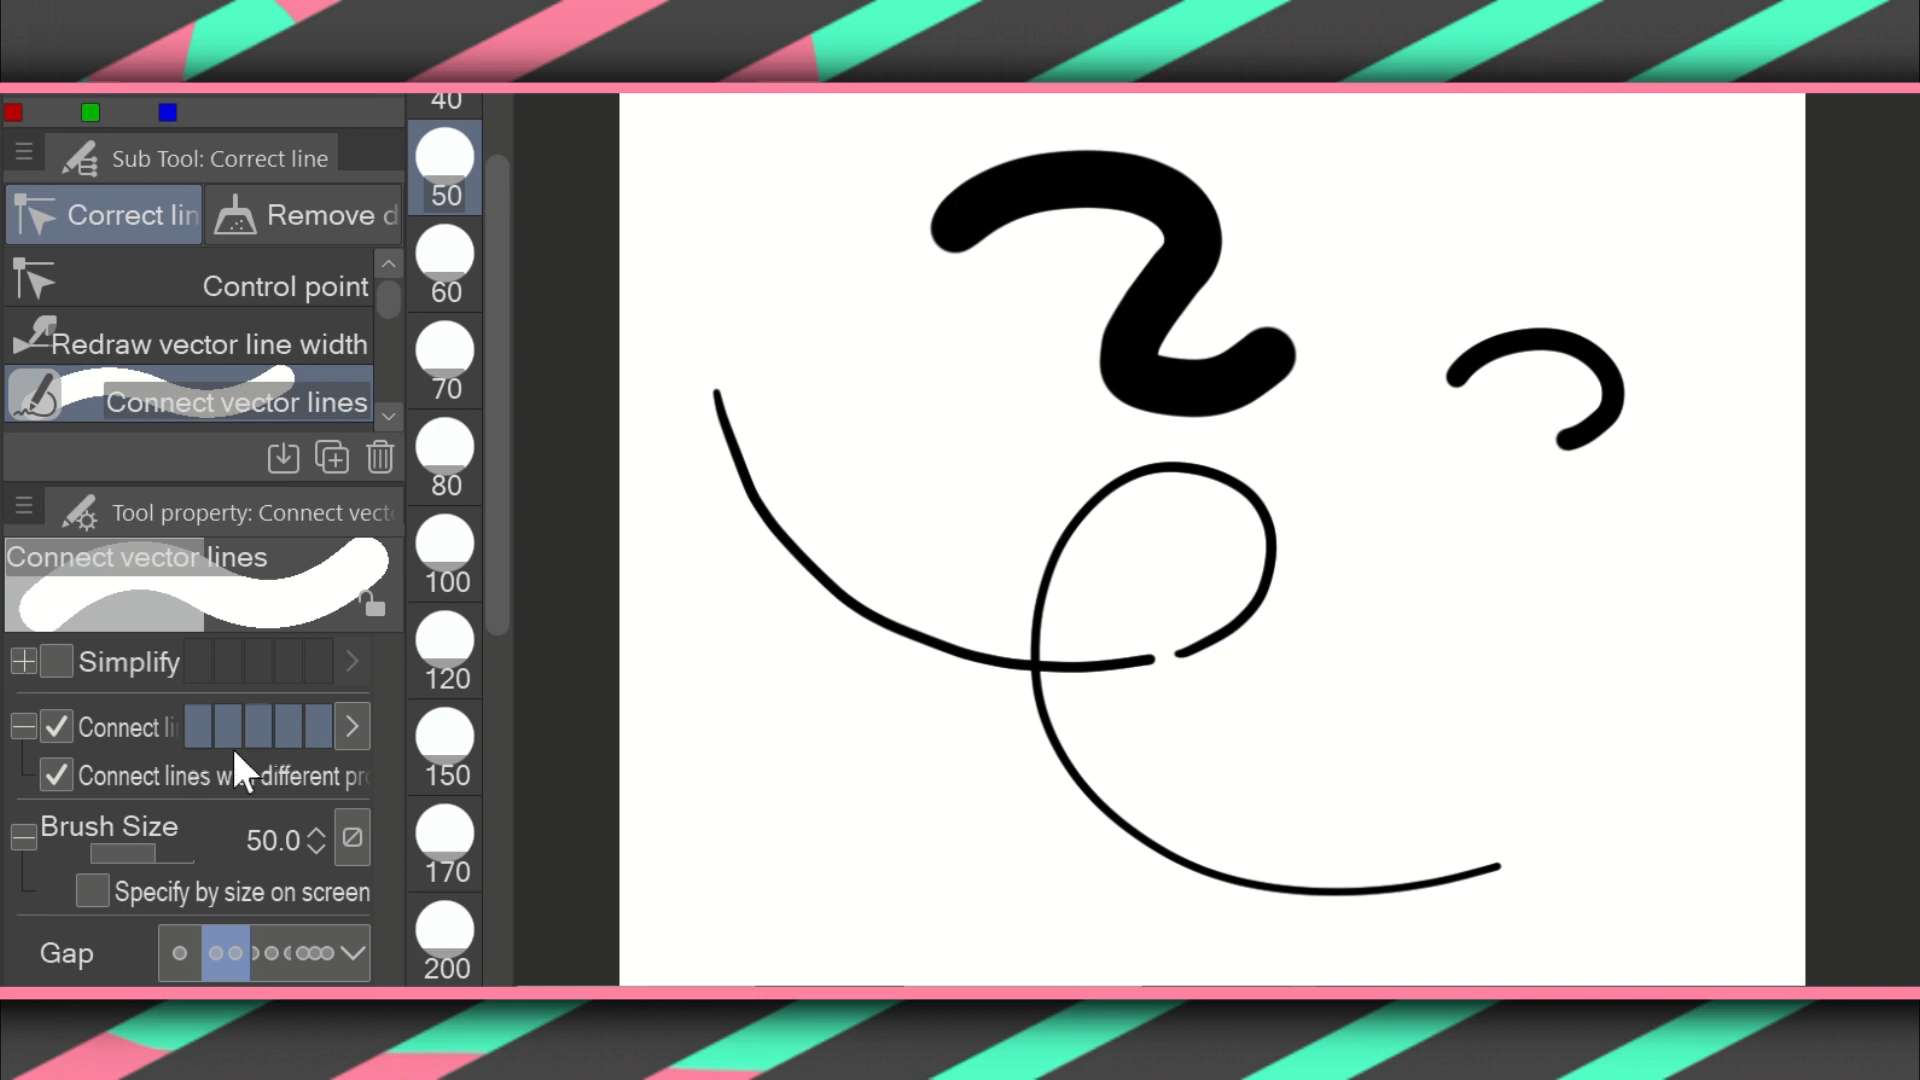 Sub Tool: Correct line
Correct lin
Remove d
Control point
Redraw vector line width
Connect vector lines
Tool property: Connect vect
Connect vector lines
Simplify
Connect li
Connect lines with different pr
Brush Size
50.0
Specify by size on screen
Gap
40
50
60
70
80
100
120
150
170
200